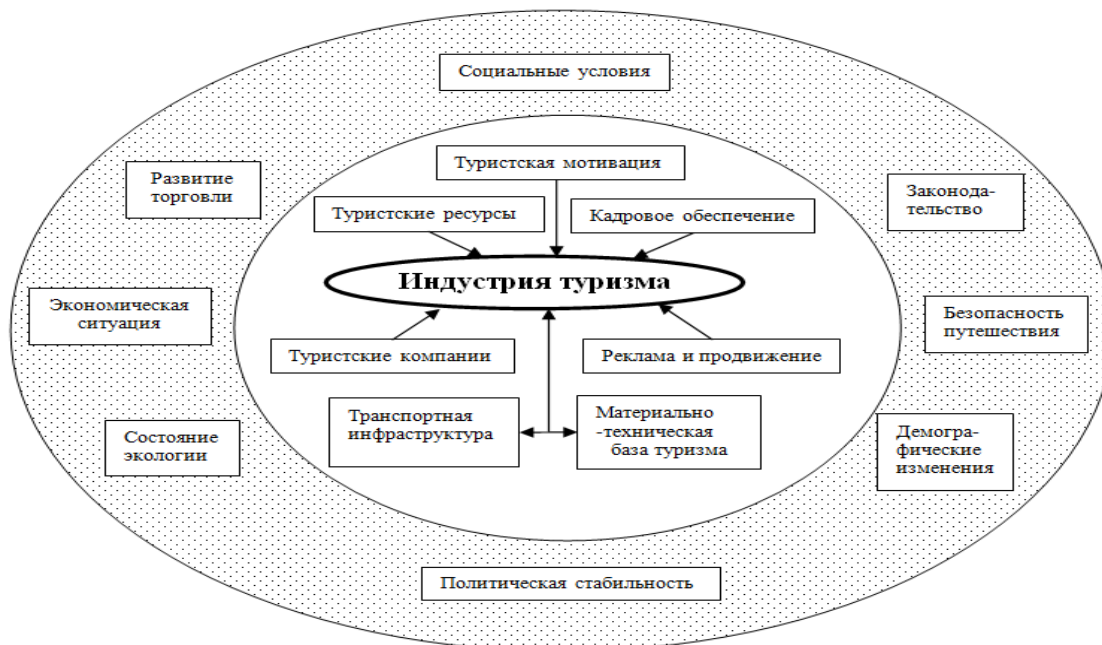 Социальные условия
Туристская мотивация
Развитие
торговли
Законода-
тельство
Туристские ресурсы
Кадровое обеспечение
Индустрия туризма
Экономическая
ситуация
Безопасность
путешествия
Туристские компании
Реклама и продвижение
Транспортная
инфраструктура
Материально
-техническая
база туризма
Состояние
экологии
Демогра-
фические
изменения
Политическая стабильность